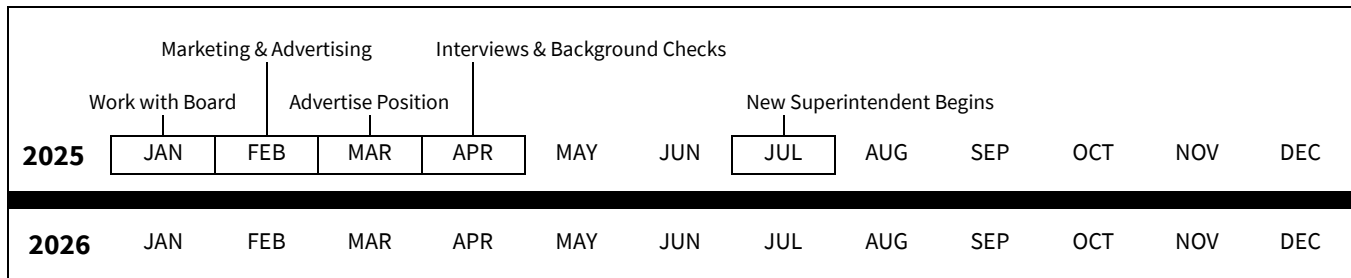 Marketing & Advertising Interviews & Background Checks
Work with Board Advertise Position New Superintendent Begins
2025 JAN FEB MAR APR MAY JUN JUL AUG SEP OCT NOV DEC
2026 JAN FEB MAR APR MAY JUN JUL AUG SEP OCT NOV DEC